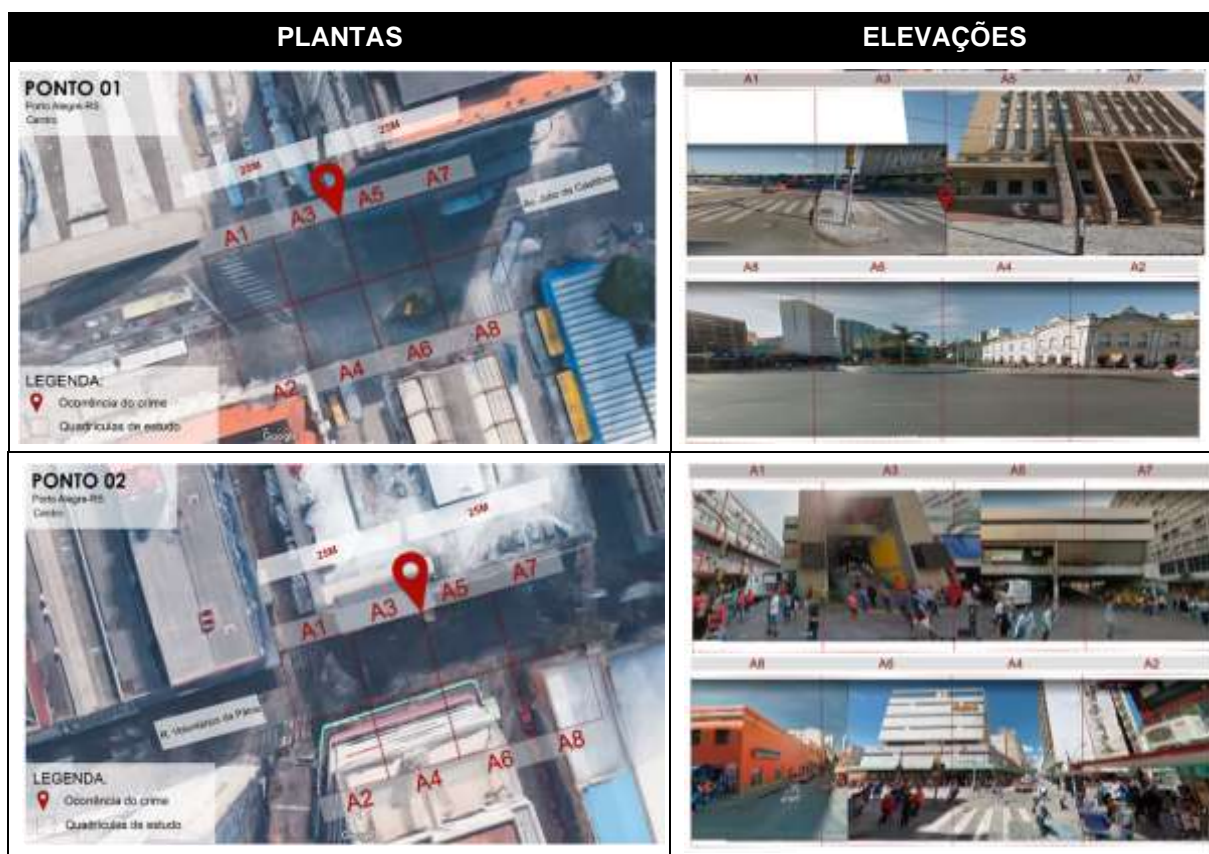 PLANTAS
ELEVAÇÕES
PONTO 01
Porto Alegre-RS
Centro
25M
25M
A1
A3
A5
A7
Av. Julio de Castilhos
A2
A4
A6
A8
LEGENDA:
Ocorrência do crime
Quadrículas de estudo
Google
A1
A3
A5
A7
A8
A6
A4
A2
PONTO 02
Porto Alegre-RS
Centro
25M
25M
A1
A3
A5
A7
R. Voluntários da Pátria
A2
A4
A6
A8
LEGENDA.
Ocorrência do crime
Quadrículas de estudo
A1
A3
A5
A7
A8
A6
A4
A2